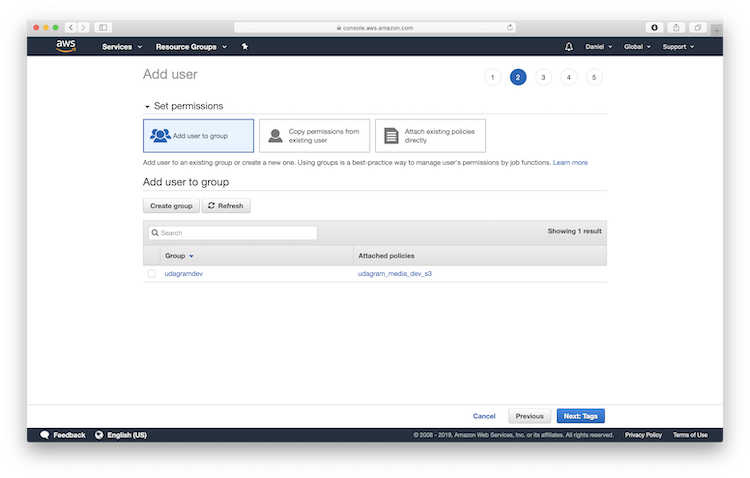 console.aws.amazon.com
aws Services Resource Groups Daniel Global Support
Add user
1 2 3 4 5
Set permissions
Add user to group
Copy permissions from
existing user
Attach existing policies
directly
Add user to an existing group or create a new one. Using groups is a best-practice way to manage user's permissions by job functions. Learn more
Add user to group
Create group Refresh
Search Showing 1 result
Group Attached policies
udagramdev udagram_media_dev_s3
Cancel Previous Next: Tags
Feedback English (US) © 2008 - 2019, Amazon Web Services, Inc. or its affiliates. All rights reserved. Privacy Policy Terms of Use